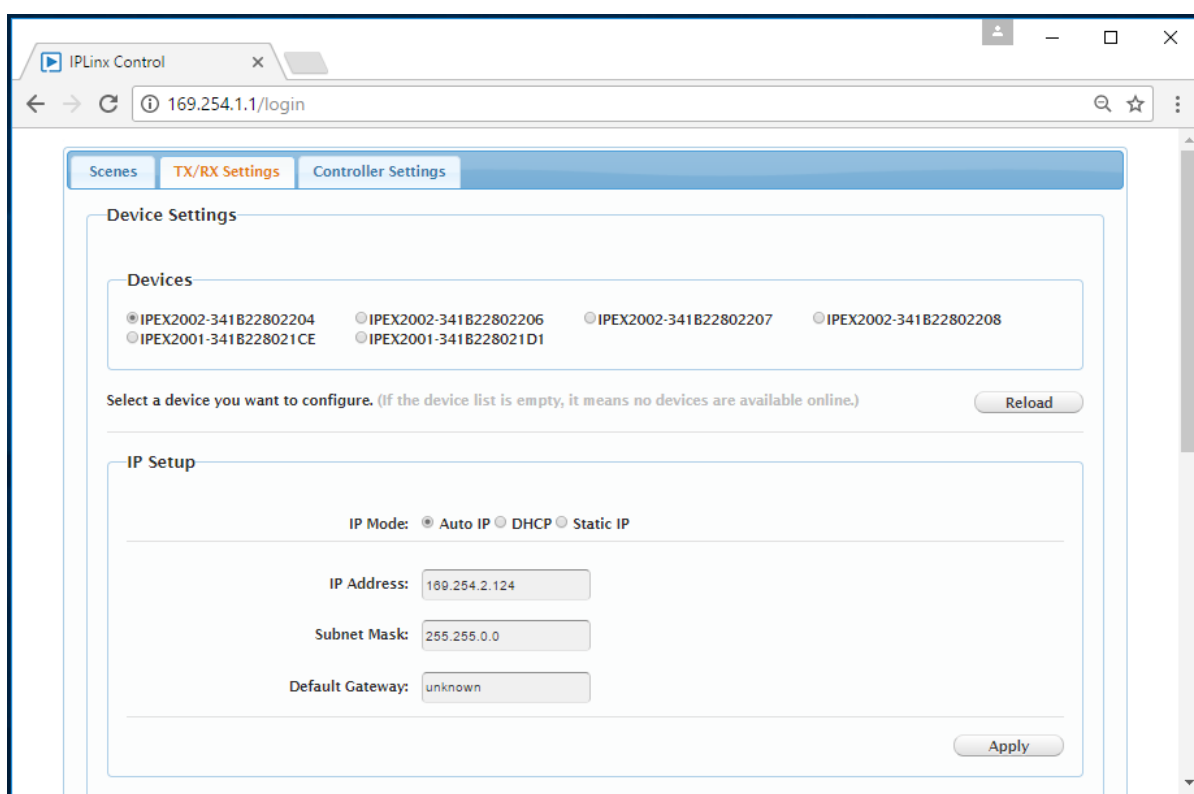 IPLinx Control
169.254.1.1/login
Scenes TX/RX Settings Controller Settings
Device Settings
Devices
IPEX2002-341B22802204 IPEX2002-341B22802206 IPEX2002-341B22802207 IPEX2002-341B22802208
IPEX2001-341B228021CE IPEX2001-341B228021D1
Select a device you want to configure. (If the device list is empty, it means no devices are available online.) Reload
IP Setup
IP Mode: Auto IP DHCP Static IP
IP Address: 169.254.2.124
Subnet Mask: 255.255.0.0
Default Gateway: unknown
Apply